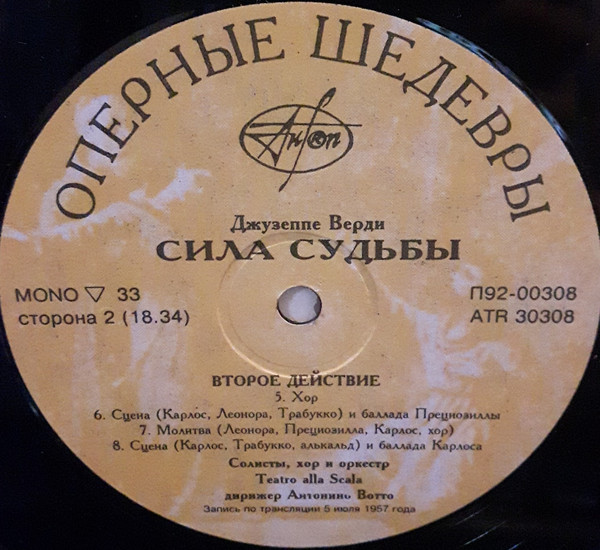 ОПЕРНЫЕ ШЕДЕВРЫ
Антоп
Джузеппе Верди
СИЛА СУДЬБЫ
MONO ▽ 33
сторона 2 (18.34)
П92-00308
ATR 30308
ВТОРОЕ ДЕЙСТВИЕ
5. Хор
6. Сцена (Карлос, Леонора, Трабукко) и баллада Прециозиллы
7. Молитва (Леонора, Прециозилла, Карлос, хор)
8. Сцена (Карлос, Трабукко, алькальд) и баллада Карлоса
Солисты, хор и оркестр
Teatro alla Scala
дирижер Антонино Вотто
Запись по трансляции 5 июля 1957 года